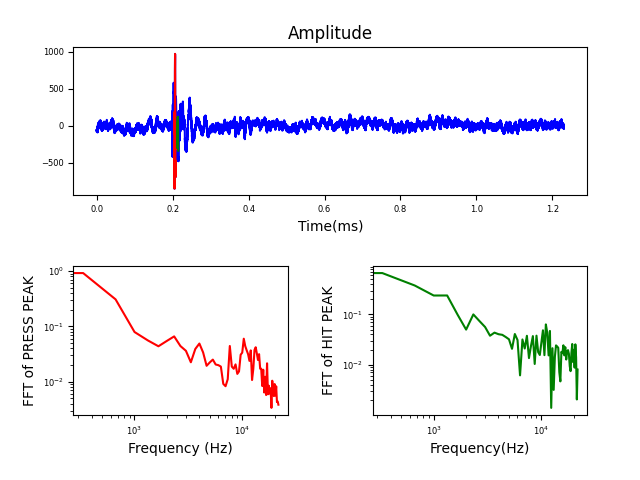 Amplitude
1000
500
0
−500
0.0 0.2 0.4 0.6 0.8 1.0 1.2
Time(ms)
FFT of PRESS PEAK
10⁰
10⁻¹
10⁻²
10³ 10⁴
Frequency (Hz)
FFT of HIT PEAK
10⁻¹
10⁻²
10³ 10⁴
Frequency(Hz)